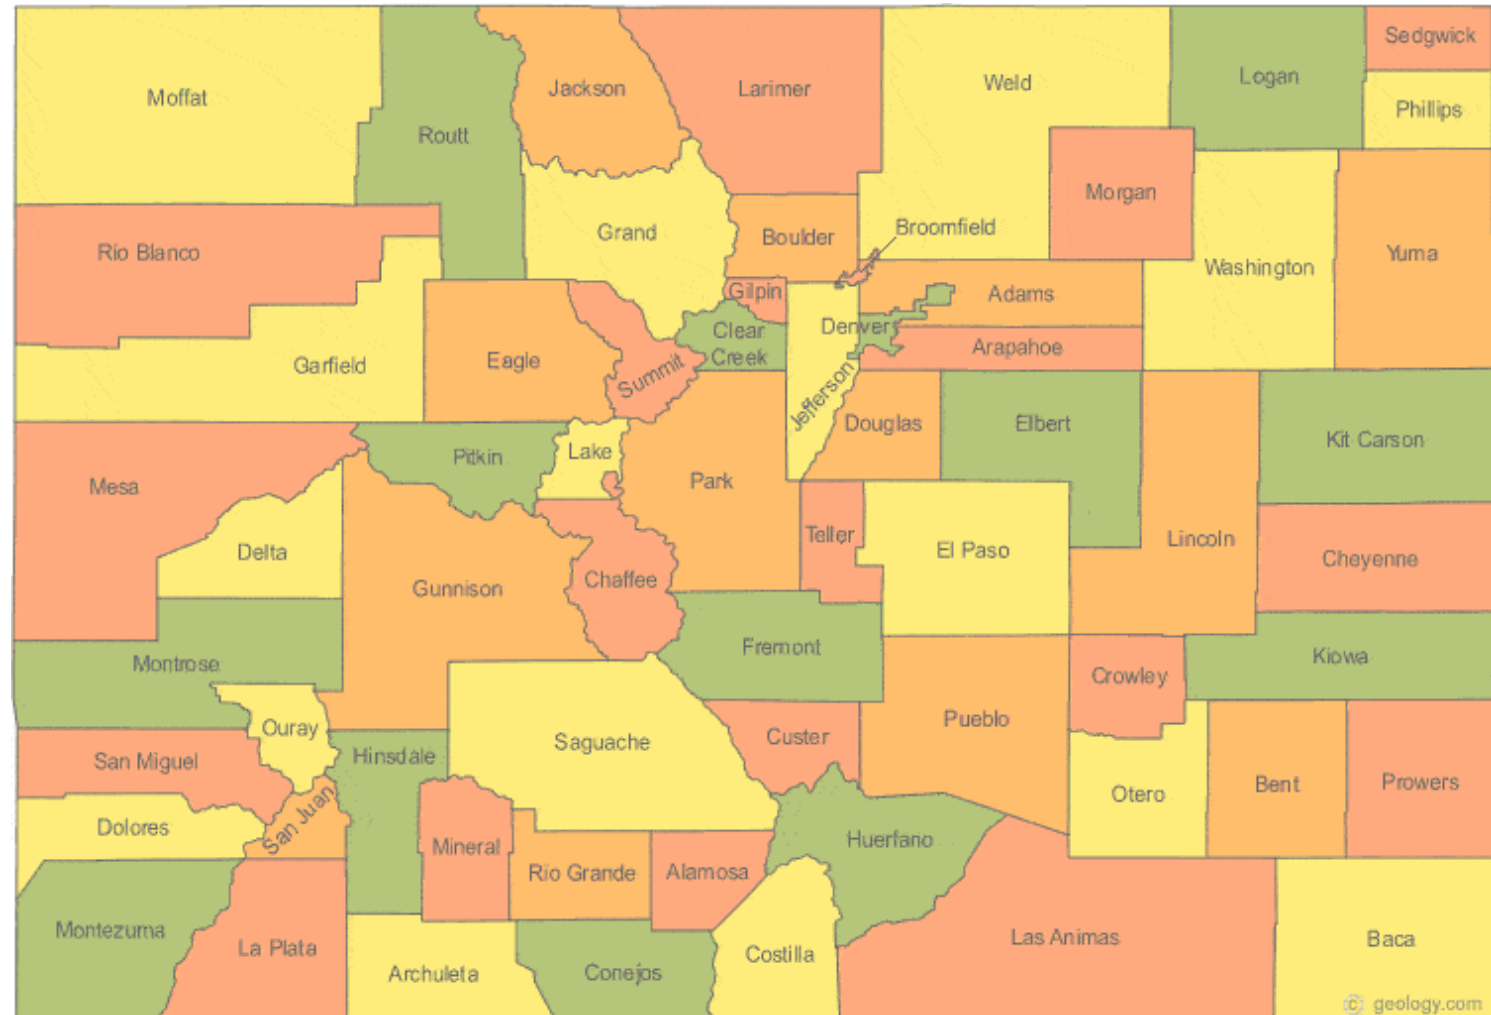 Sedgwick
Moffat
Jackson
Larimer
Weld
Logan
Phillips
Routt
Morgan
Rio Blanco
Grand
Boulder
Broomfield
Washington
Yuma
Gilpin
Adams
Clear
Creek
Denver
Arapahoe
Garfield
Eagle
Summit
Jefferson
Douglas
Elbert
Kit Carson
Pitkin
Lake
Mesa
Park
Teller
El Paso
Lincoln
Delta
Cheyenne
Gunnison
Chaffee
Fremont
Kiowa
Montrose
Crowley
Ouray
Pueblo
San Miguel
Hinsdale
Saguache
Custer
Otero
Bent
Prowers
Dolores
San Juan
Mineral
Rio Grande
Alamosa
Huerfano
Montezuma
La Plata
Archuleta
Conejos
Costilla
Las Animas
Baca
© geology.com